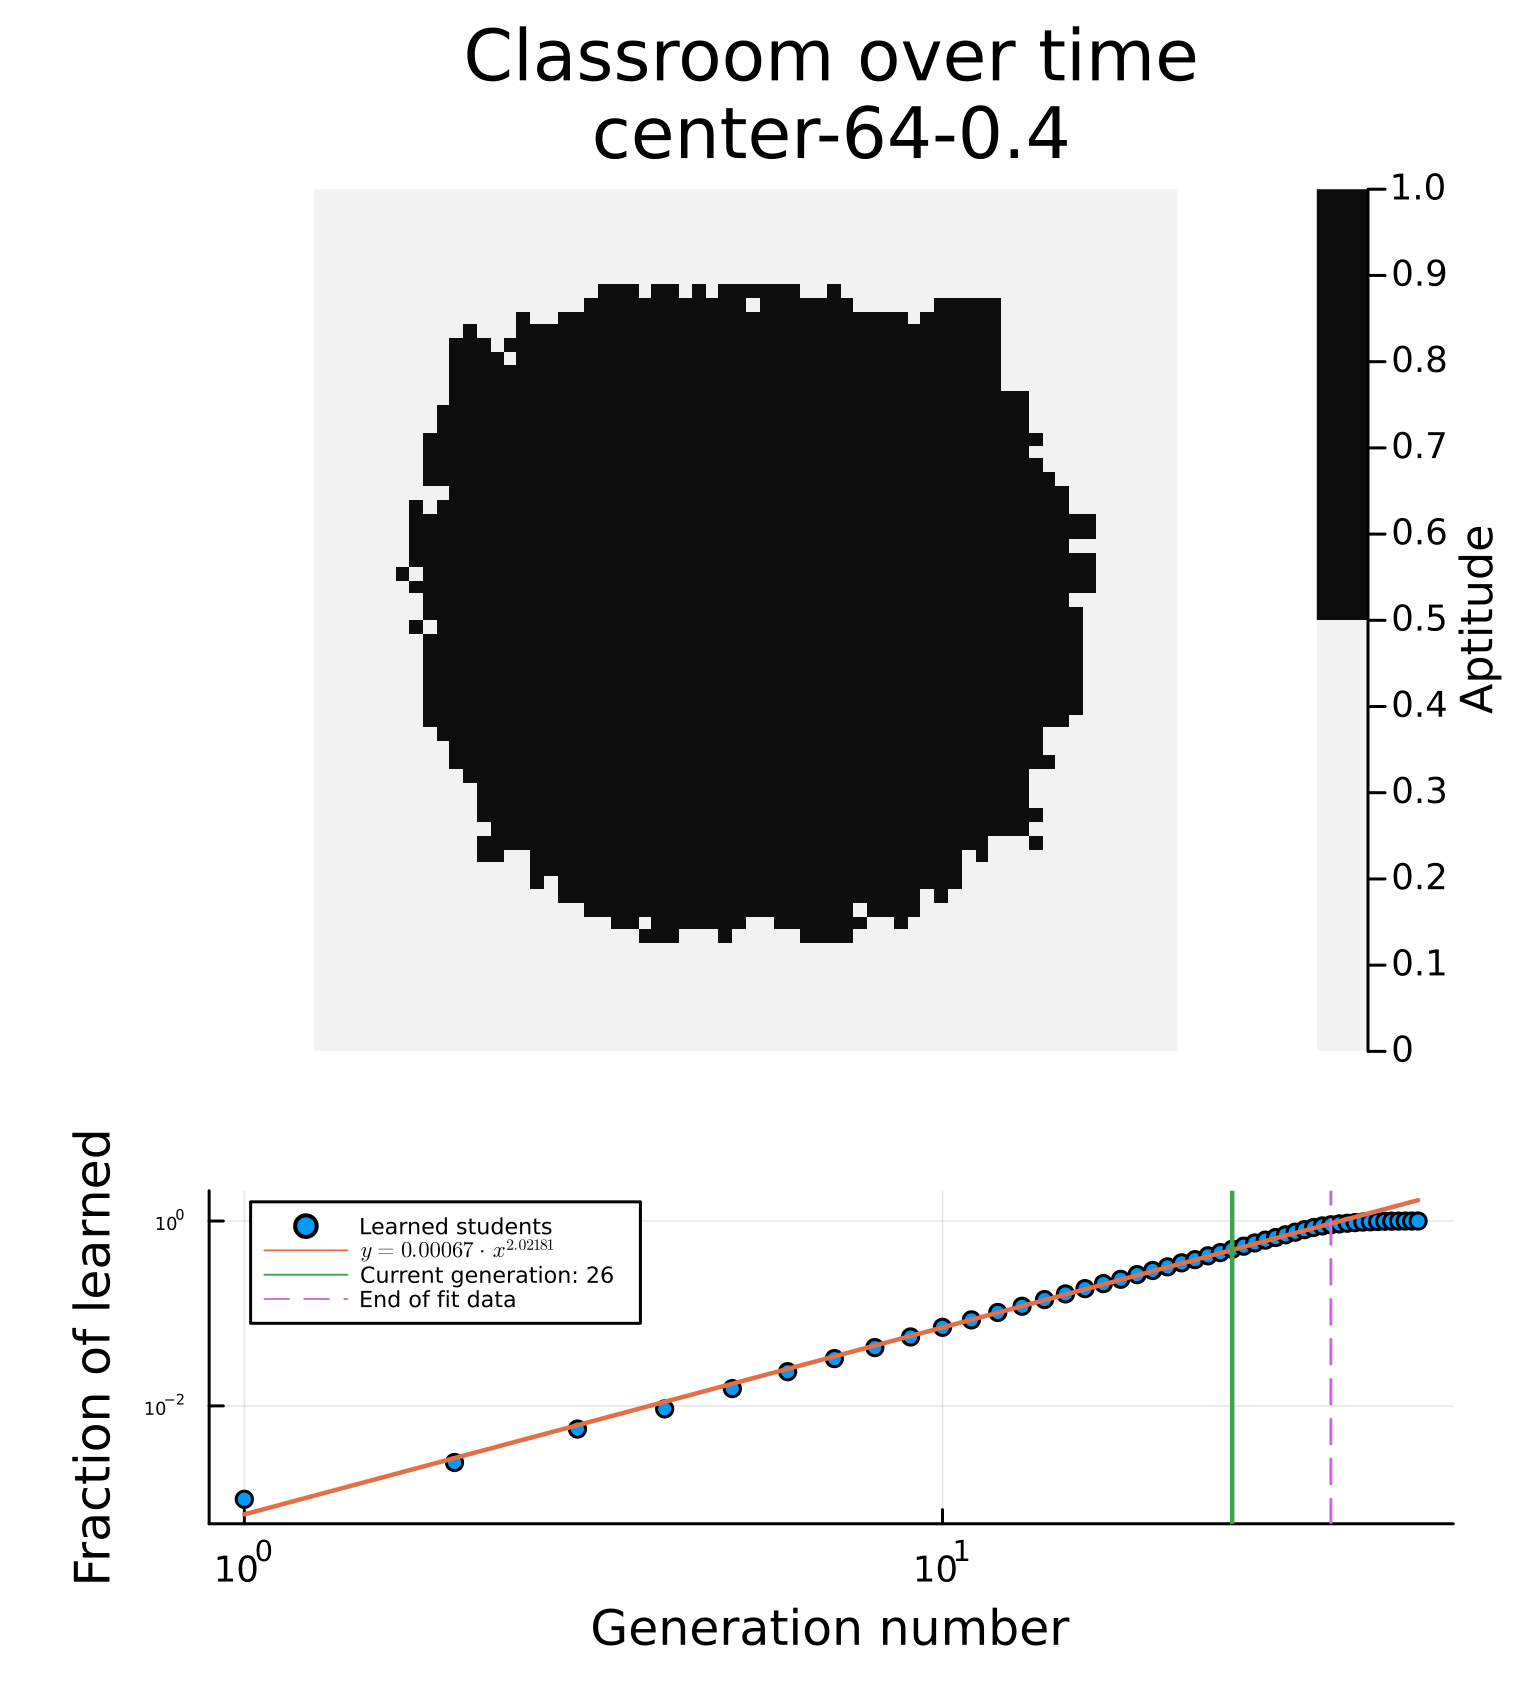 Classroom over time
center-64-0.4
1.0
0.9
0.8
0.7
0.6
0.5
0.4
0.3
0.2
0.1
0
Aptitude
Fraction of learned
10⁰
10⁻²
Learned students
y = 0.00067 · x^2.02181
Current generation: 26
End of fit data
10⁰
10¹
Generation number